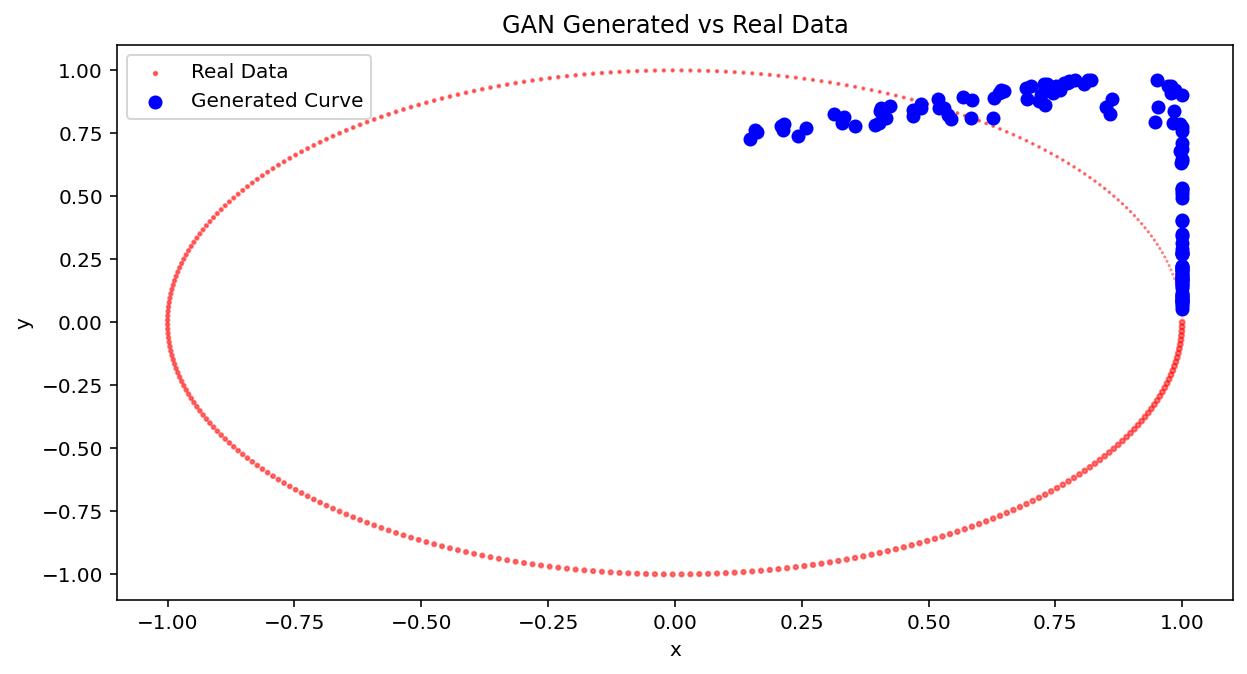 GAN Generated vs Real Data
Real Data
Generated Curve
1.00
0.75
0.50
0.25
0.00
−0.25
−0.50
−0.75
−1.00
y
−1.00 −0.75 −0.50 −0.25 0.00 0.25 0.50 0.75 1.00
x